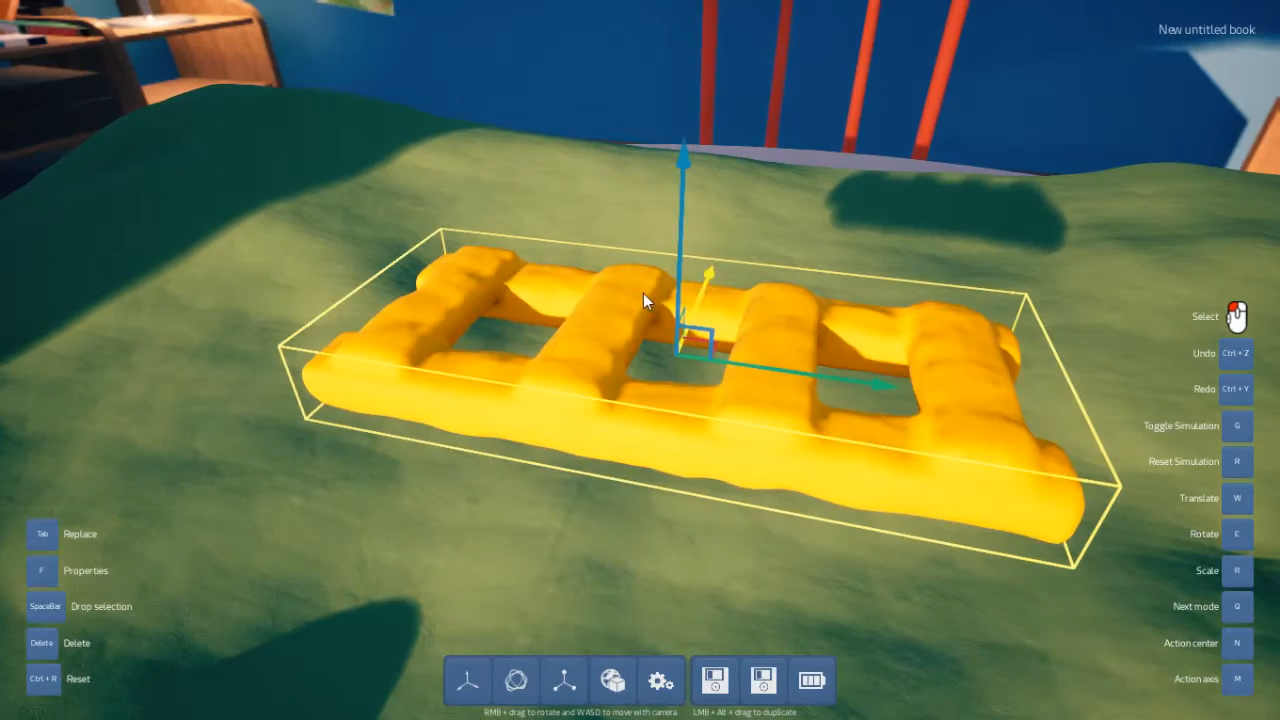 New untitled book
Select
Undo Ctrl + Z
Redo Ctrl + Y
Toggle Simulation G
Reset Simulation R
Translate W
Rotate E
Scale R
Next mode Q
Action center N
Action axis M
Tab Replace
F Properties
SpaceBar Drop selection
Delete Delete
Ctrl + R Reset
RMB + drag to rotate and WASD to move with camera LMB + Alt + drag to duplicate